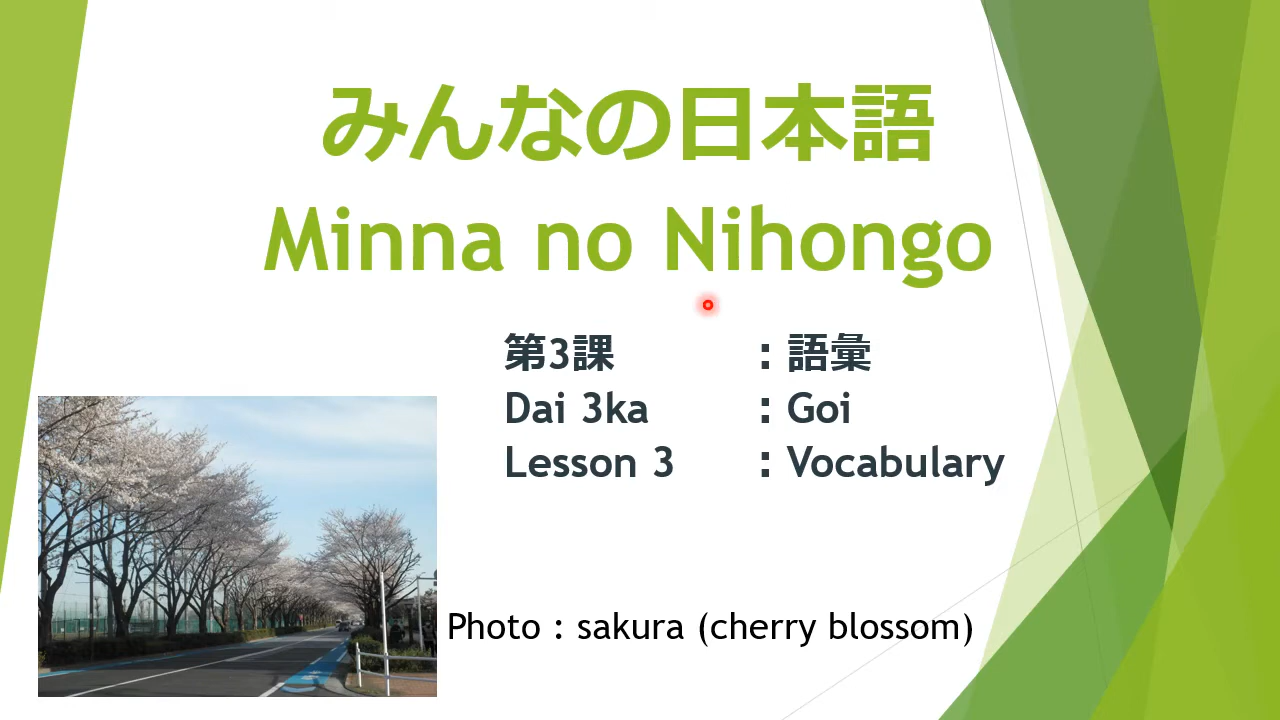 みんなの日本語
Minna no Nihongo
第3課 : 語彙
Dai 3ka : Goi
Lesson 3 : Vocabulary
Photo : sakura (cherry blossom)